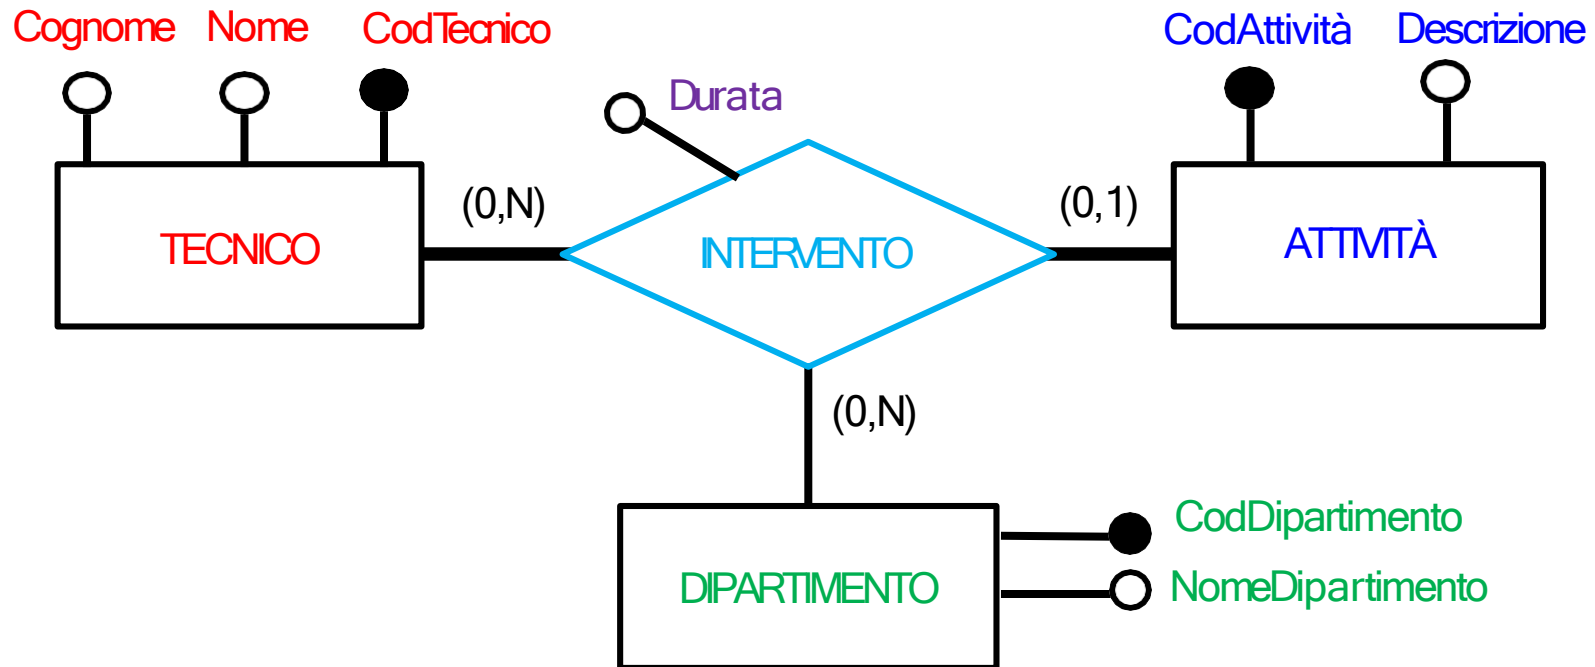 Cognome Nome CodTecnico
CodAttività Descrizione
Durata
(0,N)
(0,1)
TECNICO
INTERVENTO
ATTIVITÀ
(0,N)
CodDipartimento
DIPARTIMENTO
NomeDipartimento